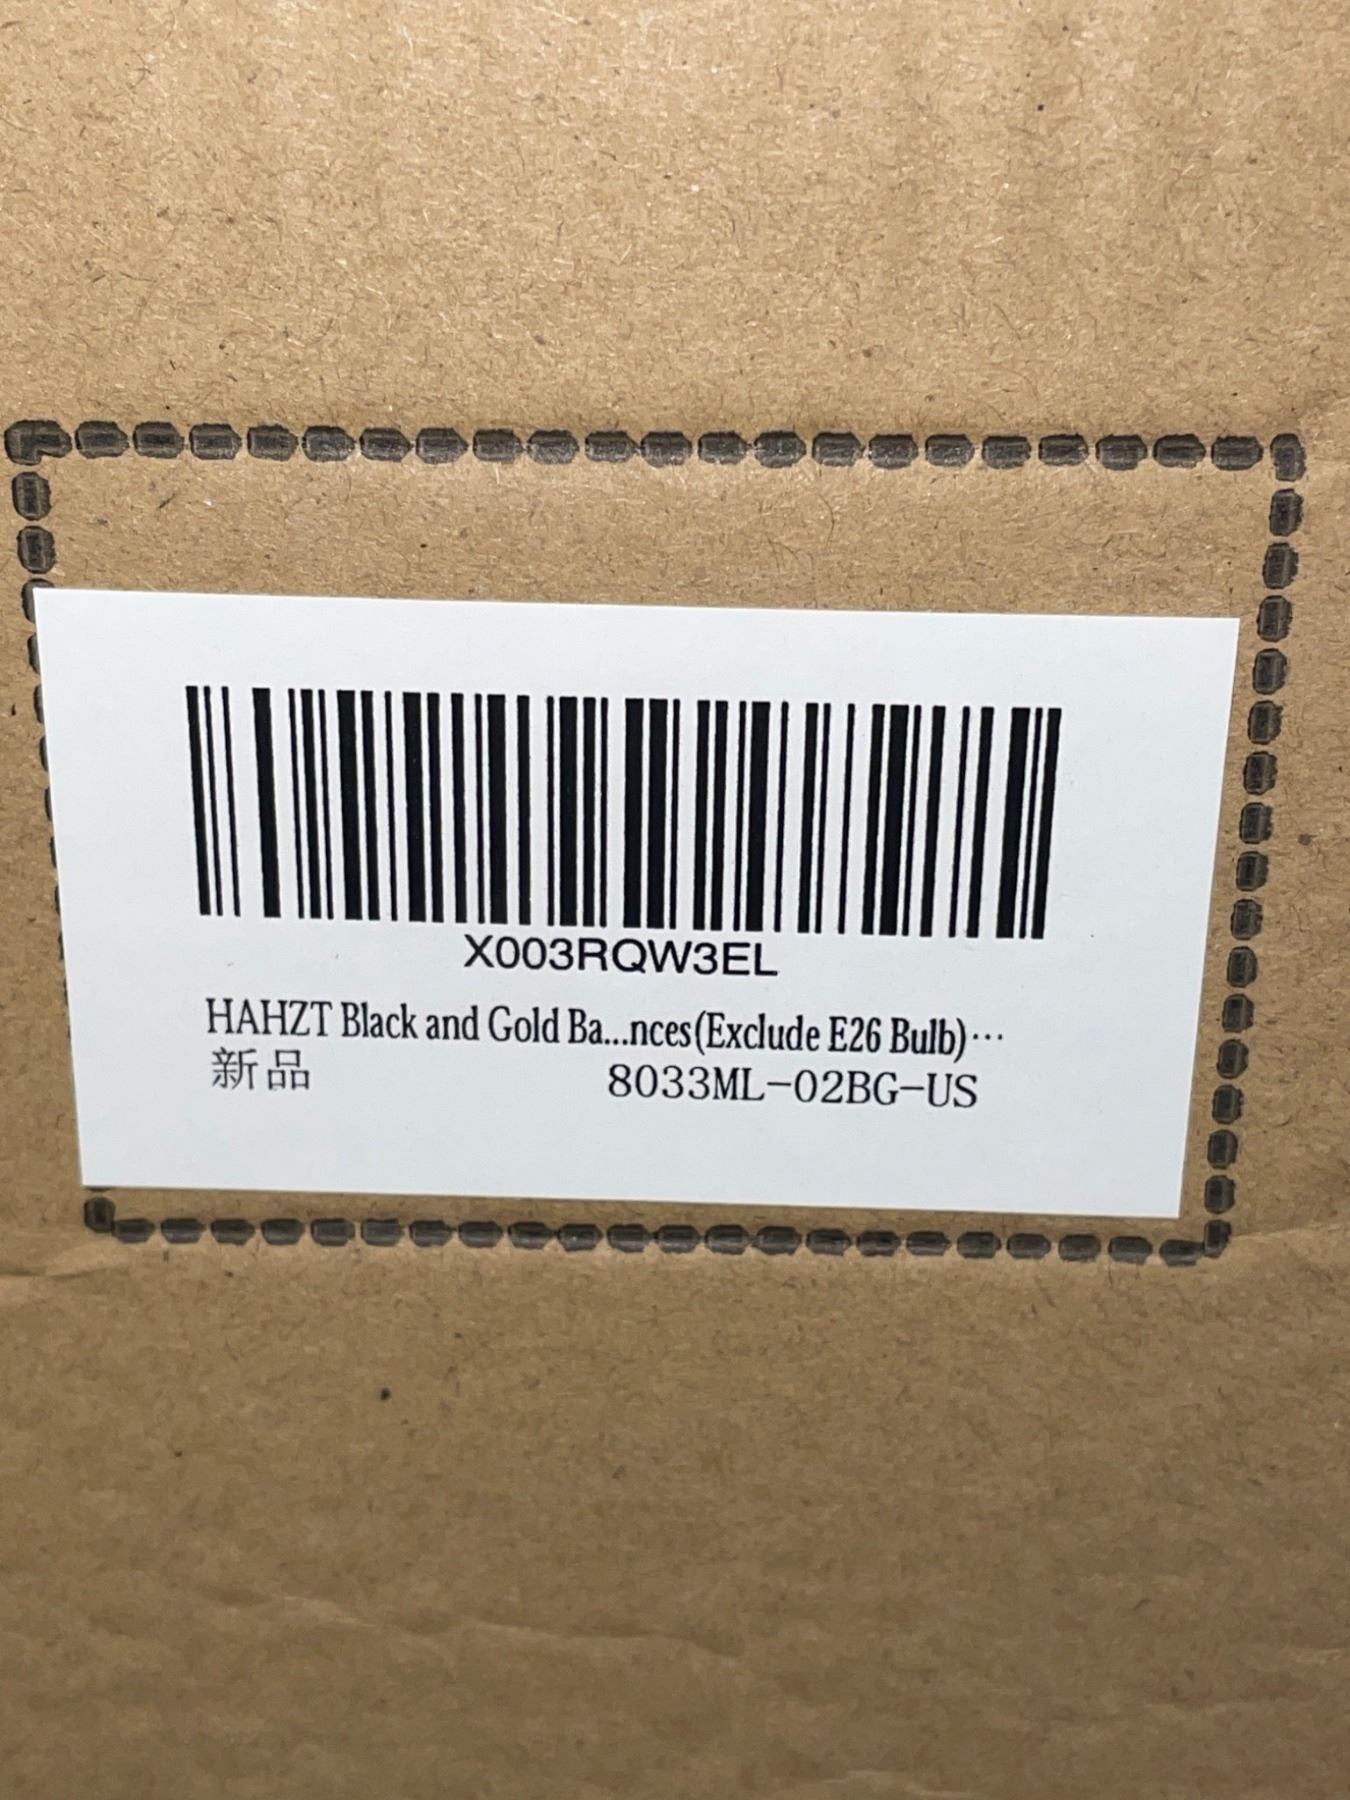 X003RQW3EL
HAHZT Black and Gold Ba...nces(Exclude E26 Bulb)···
新品 8033ML-02BG-US